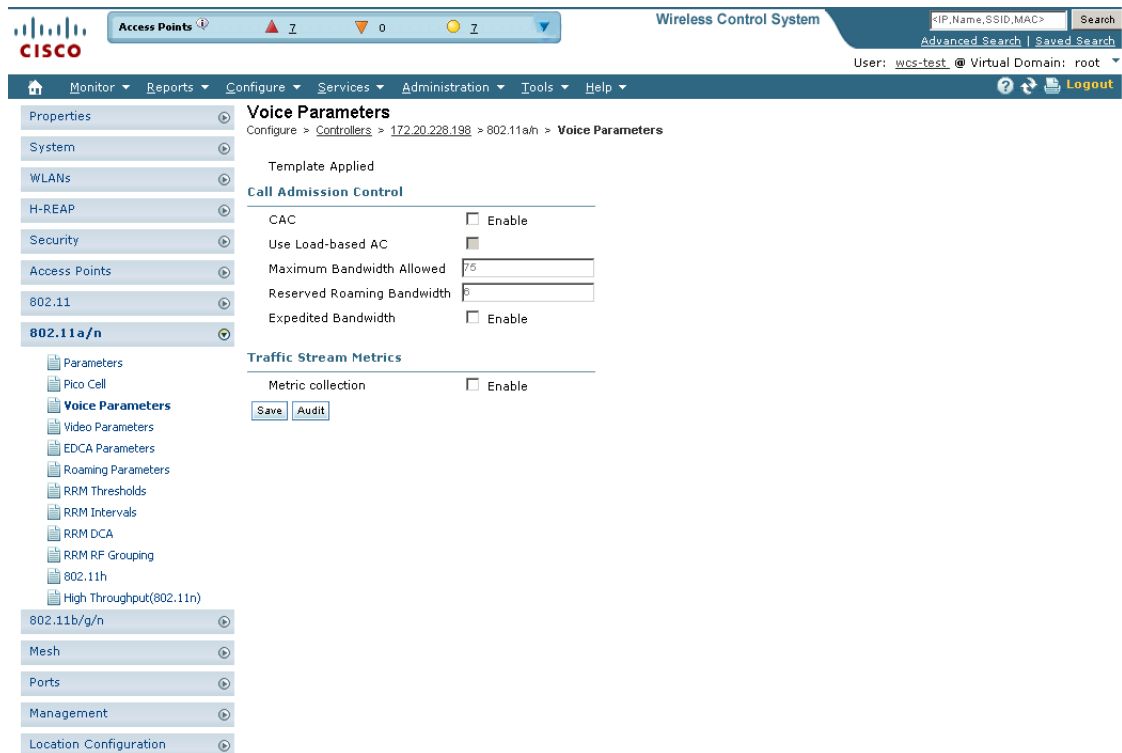 Access Points
7
0
7
Wireless Control System
<IP,Name,SSID,MAC>
Search
Advanced Search | Saved Search
CISCO
User: wcs-test @ Virtual Domain: root
Monitor Reports Configure Services Administration Tools Help
Logout
Properties
System
WLANs
H-REAP
Security
Access Points
802.11
802.11a/n
Parameters
Pico Cell
Voice Parameters
Video Parameters
EDCA Parameters
Roaming Parameters
RRM Thresholds
RRM Intervals
RRM DCA
RRM RF Grouping
802.11h
High Throughput(802.11n)
802.11b/g/n
Mesh
Ports
Management
Location Configuration
Voice Parameters
Configure > Controllers > 172.20.228.198 > 802.11a/n > Voice Parameters
Template Applied
Call Admission Control
CAC Enable
Use Load-based AC
Maximum Bandwidth Allowed 75
Reserved Roaming Bandwidth 6
Expedited Bandwidth Enable
Traffic Stream Metrics
Metric collection Enable
Save Audit